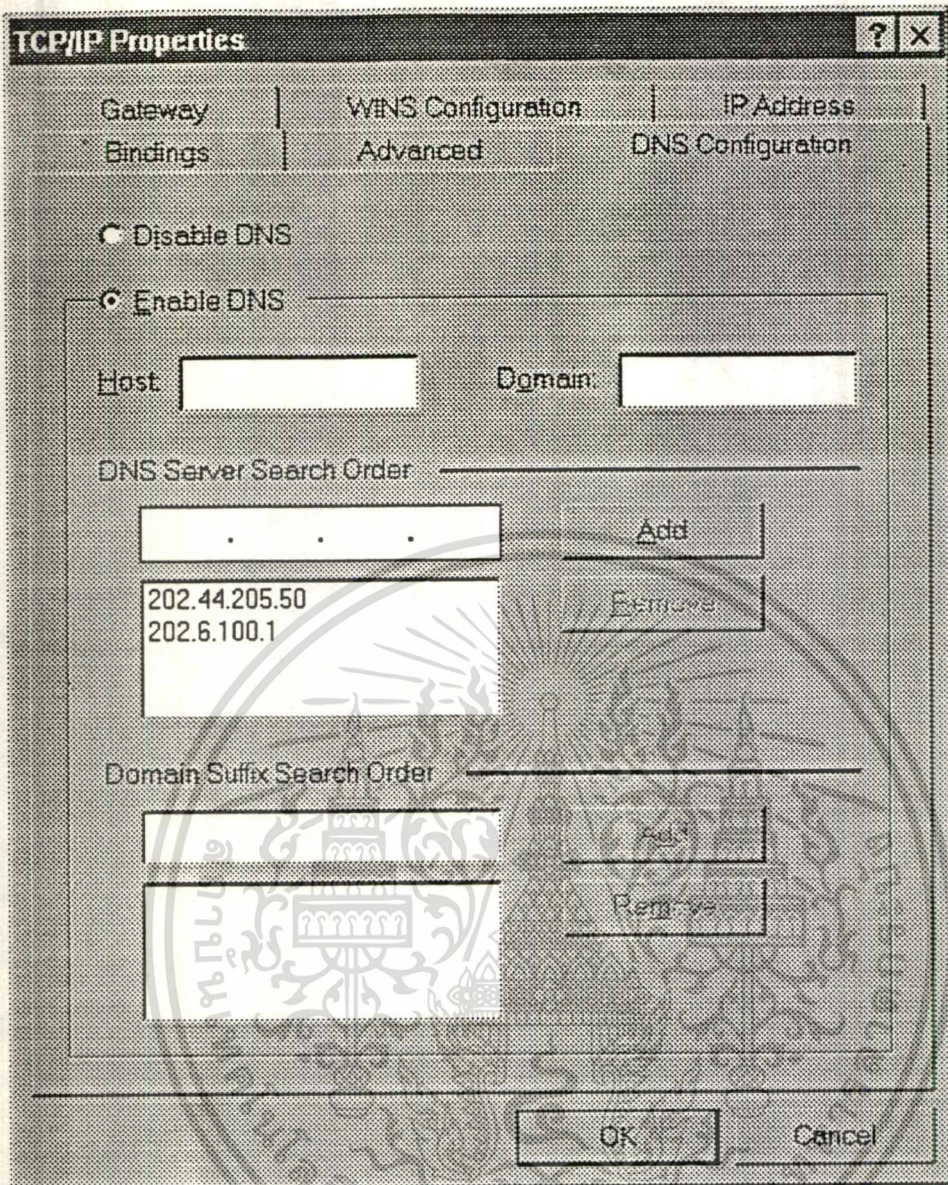 TCP/IP Properties
Gateway WINS Configuration IP Address
Bindings Advanced DNS Configuration
Disable DNS
Enable DNS
Host: Domain:
DNS Server Search Order
. . . Add
202.44.205.50 Remove
202.6.100.1
Domain Suffix Search Order
Add
Remove
OK Cancel